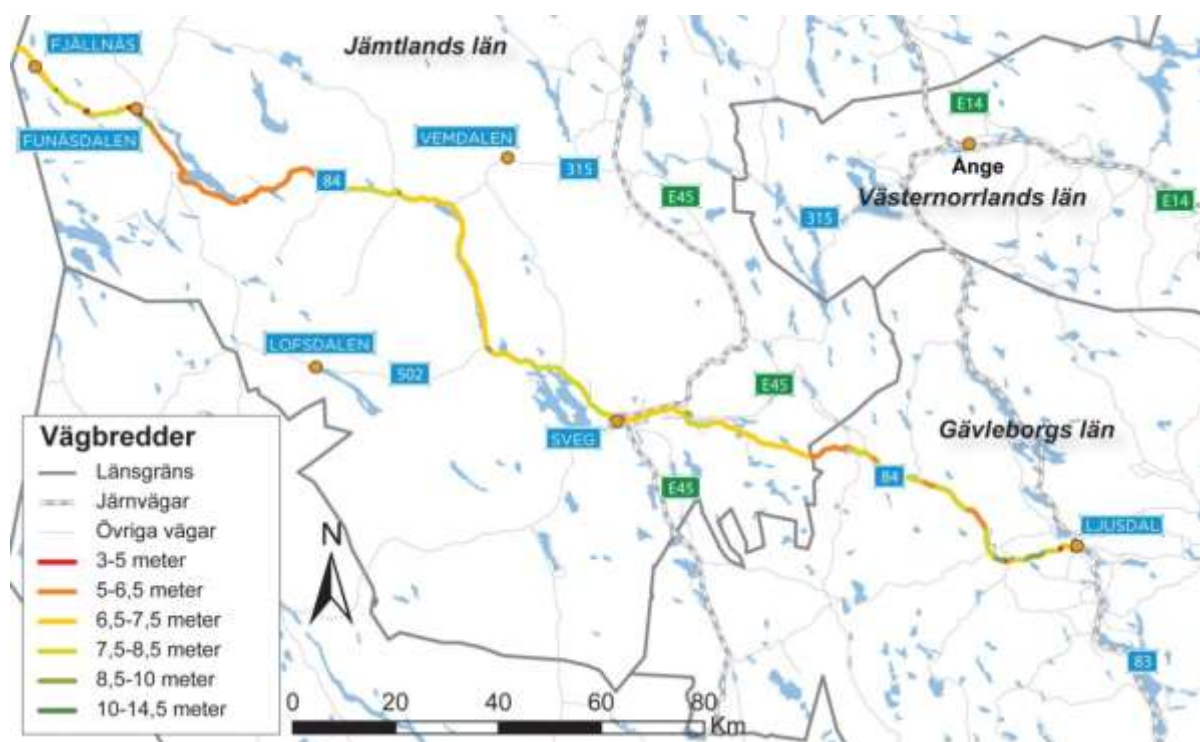 FJÄLLNÄS
Jämtlands län
E14
FUNÄSDALEN
VEMDALEN
315
Ånge
84
E45
Västernorrlands län
315
E14
LOFSDALEN
502
E45
SVEG
Gävleborgs län
84
E45
LJUSDAL
83
Vägbredder
Länsgräns
Järnvägar
Övriga vägar
3-5 meter
5-6,5 meter
6,5-7,5 meter
7,5-8,5 meter
8,5-10 meter
10-14,5 meter
N
0 20 40 60 80
Km